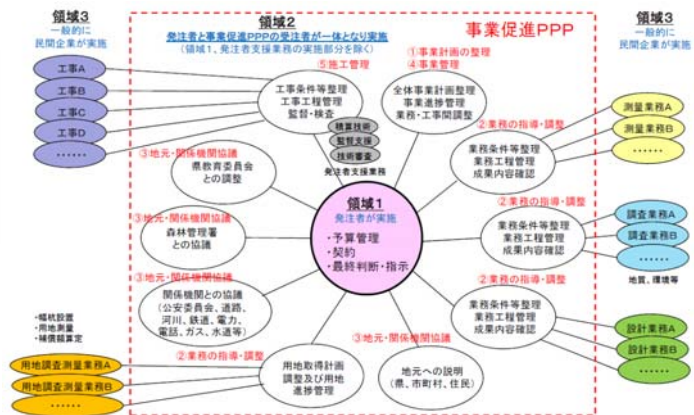 領域3
一般的に
民間企業が実施
工事A
工事B
工事C
工事D
……
領域2
発注者と事業促進PPPの受注者が一体となり実施
(領域1、発注者支援業務の実施部分を除く)
事業促進PPP
領域3
一般的に
民間企業が実施
⑤施工管理
工事条件等整理
工事工程管理
監督・検査
①事業計画の整理
④事業管理
全体事業計画整理
事業進捗管理
業務・工事間調整
積算技術
監督支援
技術審査
発注者支援業務
②業務の指導・調整
業務条件等整理
業務工程管理
成果内容確認
測量業務A
測量業務B
……
③地元・関係機関協議
県教育委員会
との調整
領域1
発注者が実施
・予算管理
・契約
・最終判断・指示
②業務の指導・調整
業務条件等整理
業務工程管理
成果内容確認
調査業務A
調査業務B
……
地質、環境等
③地元・関係機関協議
森林管理署
との協議
③地元・関係機関協議
関係機関との協議
(公安委員会、道路、
河川、鉄道、電力、
電話、ガス、水道等)
②業務の指導・調整
業務条件等整理
業務工程管理
成果内容確認
設計業務A
設計業務B
……
・幅杭設置
・用地測量
・補償額算定
用地調査測量業務A
用地調査測量業務B
……
②業務の指導・調整
用地取得計画
調整及び用地
進捗管理
③地元・関係機関協議
地元への説明
(県、市町村、住民)